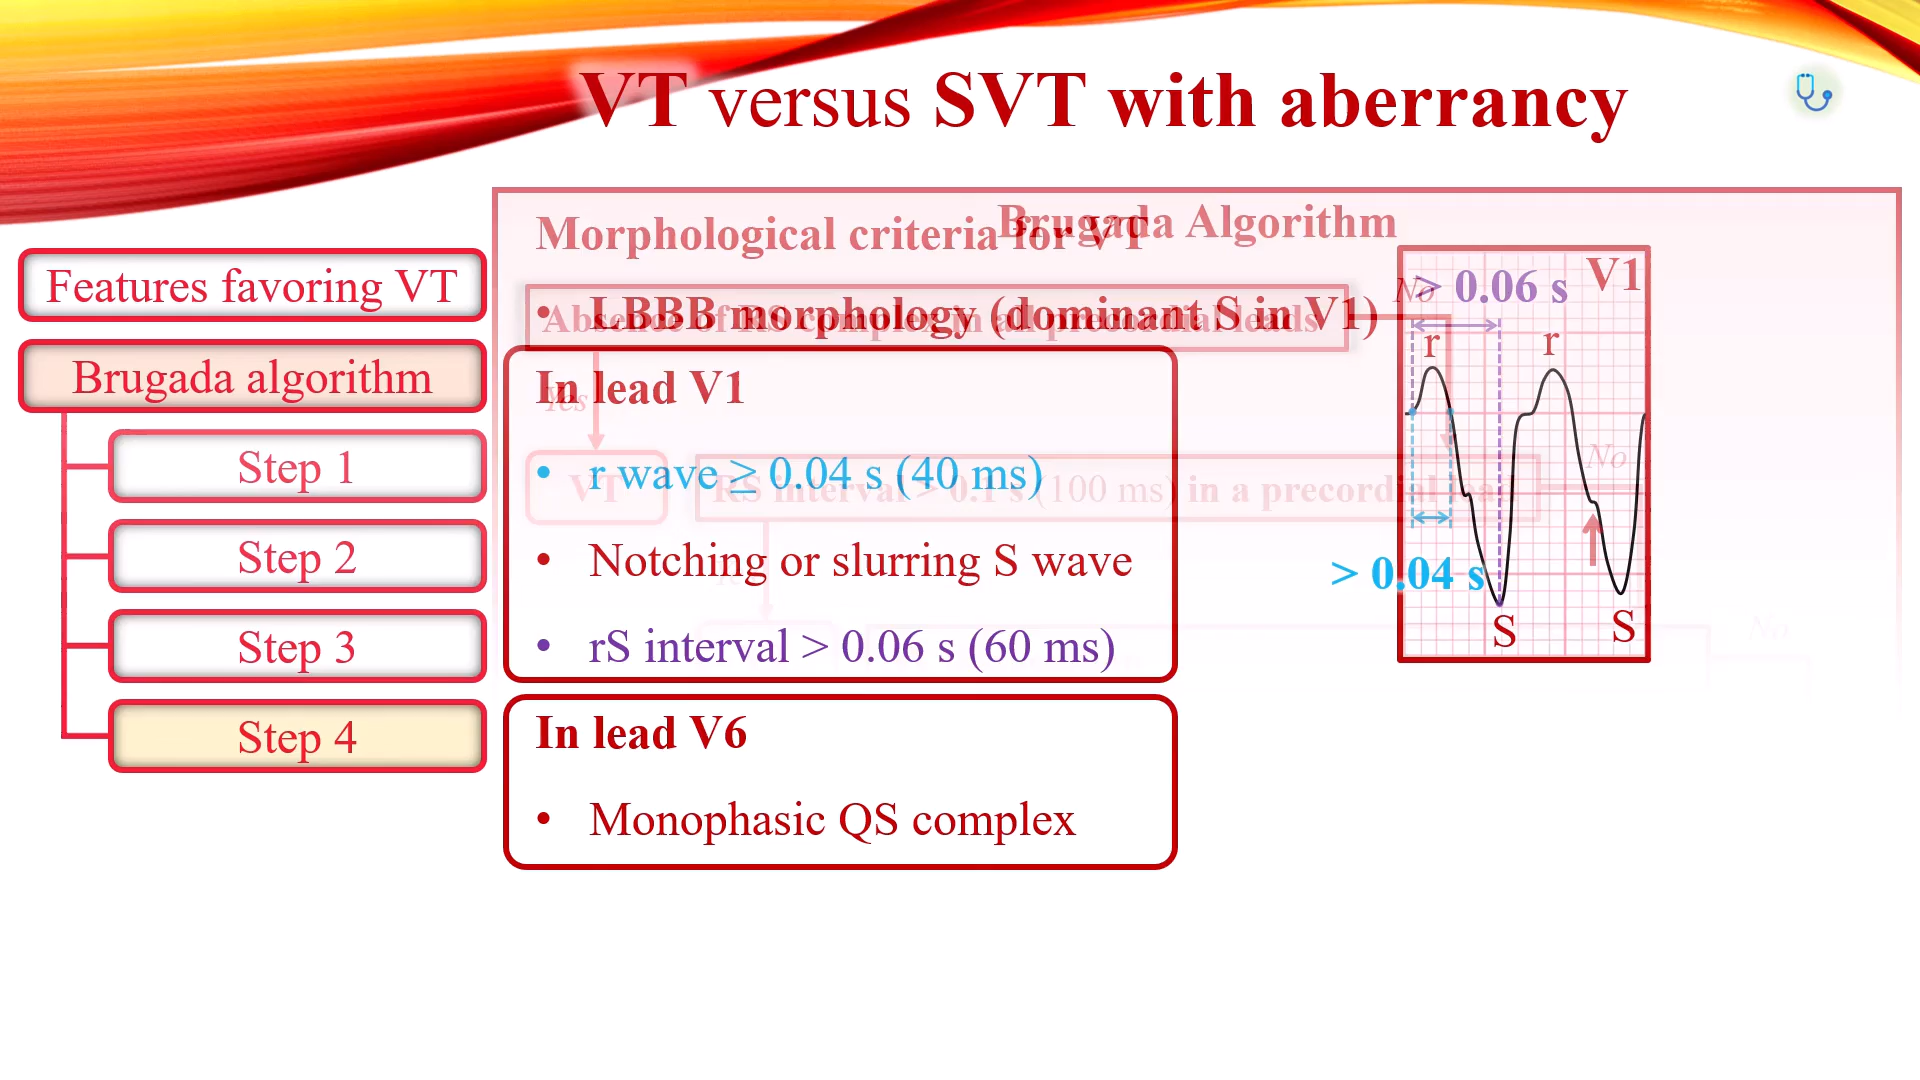 VT versus SVT with aberrancy
Features favoring VT
Brugada algorithm
Step 1
Step 2
Step 3
Step 4
Brugada Algorithm
Morphological criteria for VT
Absence of RS complex in all precordial leads
• LBBB morphology (dominant S in V1)
No
Yes
In lead V1
VT
RS interval > 0.1 s (100 ms) in a precordial lead
No
• r wave ≥ 0.04 s (40 ms)
• Notching or slurring S wave
• rS interval > 0.06 s (60 ms)
No
In lead V6
• Monophasic QS complex
> 0.06 s
V1
r
r
> 0.04 s
S
S